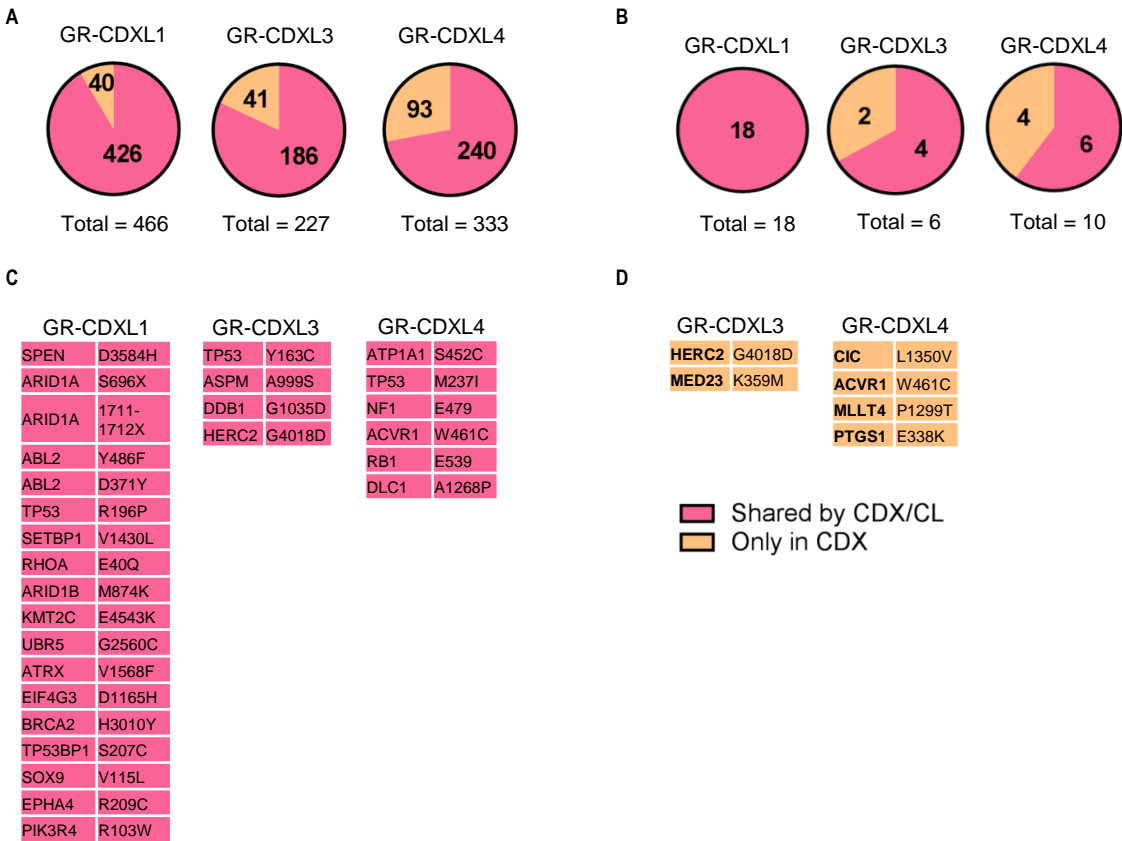 A
B
GR-CDXL1 GR-CDXL3 GR-CDXL4
40
426
41
186
93
240
Total = 466 Total = 227 Total = 333
GR-CDXL1 GR-CDXL3 GR-CDXL4
18
2
4
4
6
Total = 18 Total = 6 Total = 10
C
D
GR-CDXL1
SPEN D3584H
ARID1A S696X
ARID1A 1711-
1712X
ABL2 Y486F
ABL2 D371Y
TP53 R196P
SETBP1 V1430L
RHOA E40Q
ARID1B M874K
KMT2C E4543K
UBR5 G2560C
ATRX V1568F
EIF4G3 D1165H
BRCA2 H3010Y
TP53BP1 S207C
SOX9 V115L
EPHA4 R209C
PIK3R4 R103W
GR-CDXL3
TP53 Y163C
ASPM A999S
DDB1 G1035D
HERC2 G4018D
GR-CDXL4
ATP1A1 S452C
TP53 M237I
NF1 E479
ACVR1 W461C
RB1 E539
DLC1 A1268P
GR-CDXL3
HERC2 G4018D
MED23 K359M
GR-CDXL4
CIC L1350V
ACVR1 W461C
MLLT4 P1299T
PTGS1 E338K
Shared by CDX/CL
Only in CDX